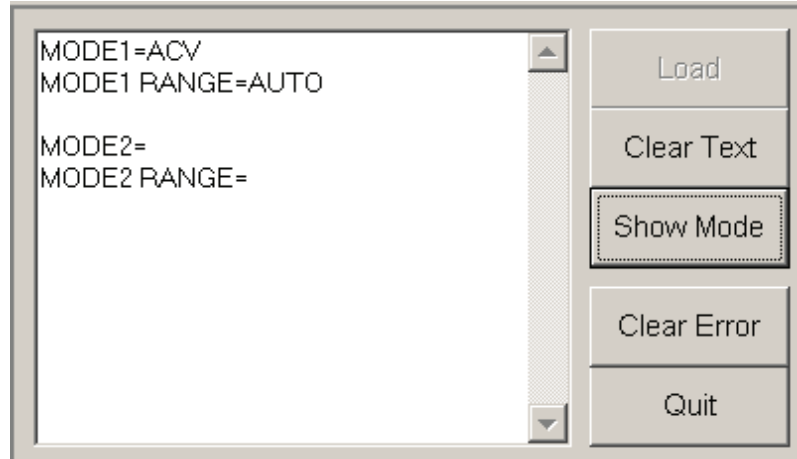 MODE1=ACV
MODE1 RANGE=AUTO
MODE2=
MODE2 RANGE=
Load
Clear Text
Show Mode
Clear Error
Quit